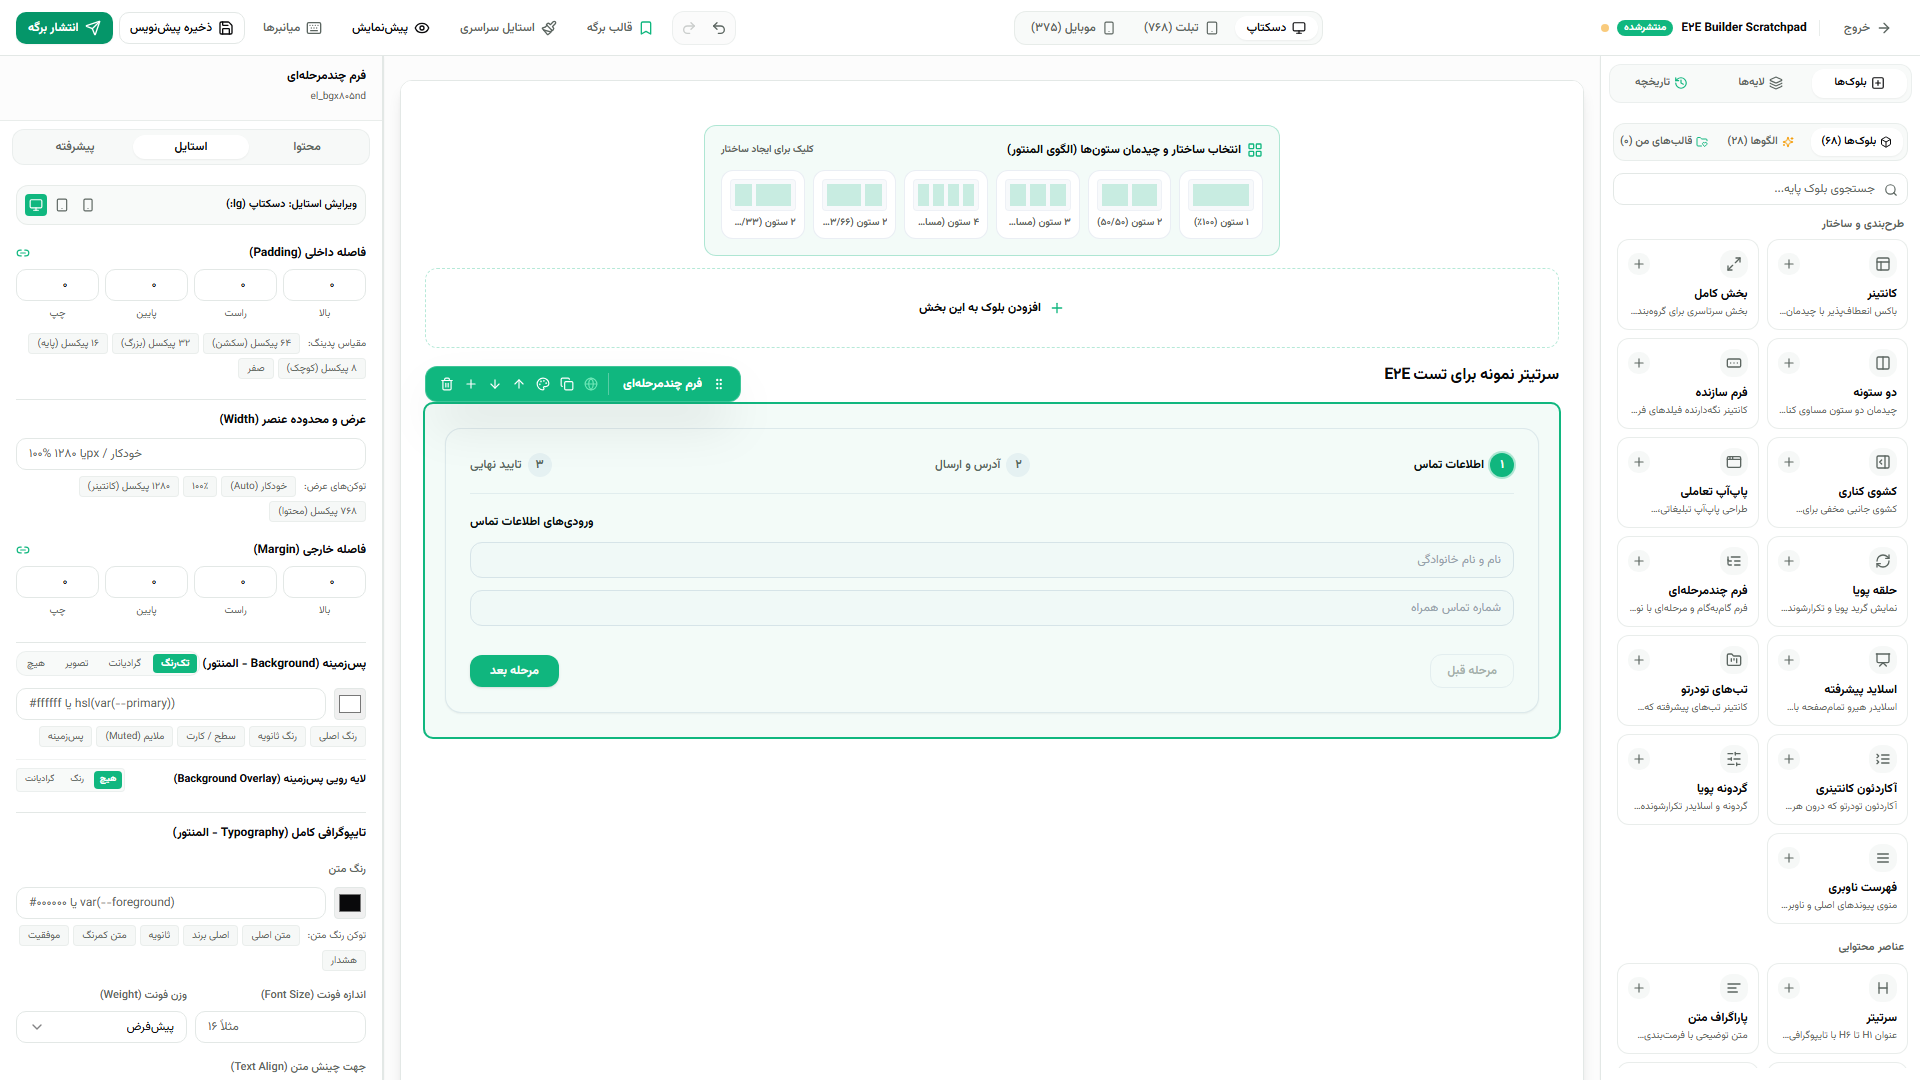 خروج
E2E Builder Scratchpad
منتشرشده
دسکتاپ
تبلت (۷۶۸)
موبایل (۳۷۵)
قالب برگه
استایل سراسری
پیش‌نمایش
میانبرها
ذخیره پیش‌نویس
انتشار برگه
بلوک‌ها
لایه‌ها
تاریخچه
بلوک‌ها (۶۸)
الگوها (۲۸)
قالب‌های من (۰)
جستجوی بلوک پایه...
طرح‌بندی و ساختار
کانتینر
باکس انعطاف‌پذیر با چیدمان...
بخش کامل
بخش سرتاسری برای گروه‌بند...
دو ستونه
چیدمان دو ستون مساوی کنا...
فرم سازنده
کانتینر نگه‌دارنده فیلدهای فر...
کشوی کناری
کشوی جانبی مخفی برای...
پاپ‌آپ تعاملی
طراحی پاپ‌آپ تبلیغاتی،...
حلقه پویا
نمایش گرید پویا و تکرارشوند...
فرم چندمرحله‌ای
فرم گام‌به‌گام و مرحله‌ای با نو...
اسلاید پیشرفته
اسلایدر هیرو تمام‌صفحه با...
تب‌های تودرتو
کانتینر تب‌های پیشرفته که...
آکاردئون کانتینری
آکاردئون تودرتو که درون هر...
گردونه پویا
گردونه و اسلایدر تکرارشونده...
فهرست ناوبری
منوی پیوندهای اصلی و ناوبر...
عناصر محتوایی
سرتیتر
عنوان H1 تا H6 با تایپوگرافی...
پاراگراف متن
متن توضیحی با فرمت‌بندی...
انتخاب ساختار و چیدمان ستون‌ها (الگوی المنتور)
کلیک برای ایجاد ساختار
۱ ستون (۱۰۰٪)
۲ ستون (۵۰/۵۰)
۳ ستون (مسا...
۴ ستون (مسا...
۲ ستون (۳/۶۶...
۲ ستون (۳۳/...
افزودن بلوک به این بخش
سرتیتر نمونه برای تست E2E
فرم چندمرحله‌ای
۱ اطلاعات تماس
۲ آدرس و ارسال
۳ تایید نهایی
ورودی‌های اطلاعات تماس
نام و نام خانوادگی
شماره تماس همراه
مرحله قبل
مرحله بعد
فرم چندمرحله‌ای
el_bgx805nd
محتوا
استایل
پیشرفته
ویرایش استایل: دسکتاپ (lg:)
فاصله داخلی (Padding)
۰ ۰ ۰ ۰
بالا راست پایین چپ
مقیاس پدینگ: ۶۴ پیکسل (سکشن) ۳۲ پیکسل (بزرگ) ۱۶ پیکسل (پایه)
۸ پیکسل (کوچک) صفر
عرض و محدوده عنصر (Width)
خودکار / pxیا ۱۲۸۰ %۱۰۰
توکن‌های عرض: خودکار (Auto) ۱۰۰٪ ۱۲۸۰ پیکسل (کانتینر)
۷۶۸ پیکسل (محتوا)
فاصله خارجی (Margin)
۰ ۰ ۰ ۰
بالا راست پایین چپ
پس‌زمینه (Background - المنتور)
تک‌رنگ گرادیانت تصویر هیچ
#ffffff یا hsl(var(--primary))
رنگ اصلی رنگ ثانویه سطح / کارت ملایم (Muted) پس‌زمینه
لایه رویی پس‌زمینه (Background Overlay)
هیچ رنگ گرادیانت
تایپوگرافی کامل (Typography - المنتور)
رنگ متن
#۰۰۰۰۰۰ یا var(--foreground)
توکن رنگ متن: متن اصلی اصلی برند ثانویه متن کمرنگ موفقیت
هشدار
اندازه فونت (Font Size)
وزن فونت (Weight)
مثلاً ۱۶
پیش‌فرض
جهت چینش متن (Text Align)